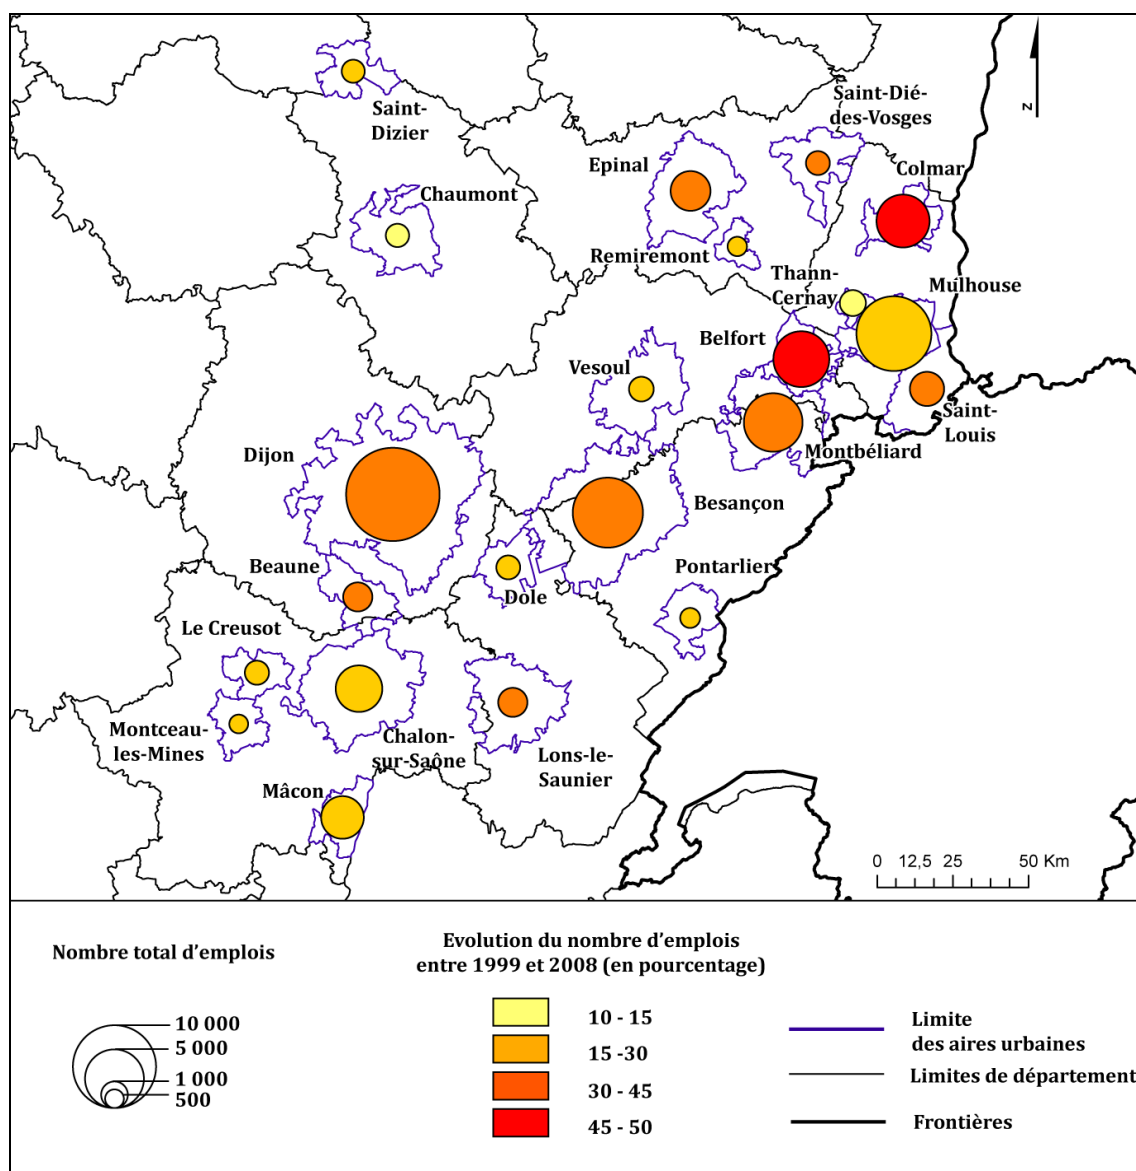 Saint-
Dizier
Saint-Dié-
des-Vosges
Epinal
Colmar
Chaumont
Remiremont
Thann-
Cernay
Mulhouse
Belfort
Vesoul
Saint-
Louis
Montbéliard
Dijon
Besançon
Beaune
Pontarlier
Dole
Le Creusot
Montceau-
les-Mines
Chalon-
sur-Saône
Lons-le-
Saunier
Mâcon
z
0 12,5 25 50 Km
Nombre total d'emplois
10 000
5 000
1 000
500
Evolution du nombre d'emplois
entre 1999 et 2008 (en pourcentage)
10 - 15
15 -30
30 - 45
45 - 50
Limite
des aires urbaines
Limites de département
Frontières